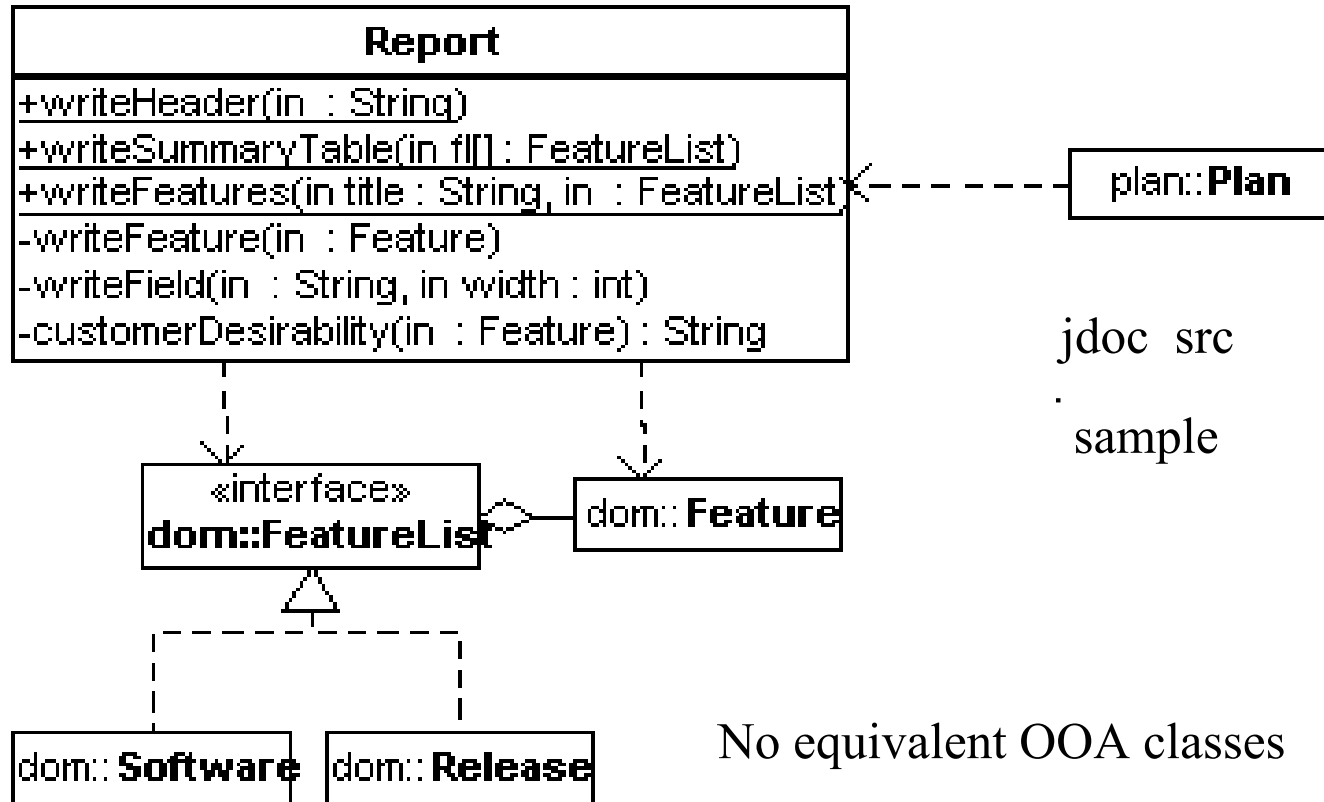 Report
+writeHeader(in : String)
+writeSummaryTable(in fl[] : FeatureList)
+writeFeatures(in title : String, in : FeatureList)
-writeFeature(in : Feature)
-writeField(in : String, in width : int)
-customerDesirability(in : Feature) : String
plan::Plan
jdoc src
.
sample
«interface»
dom::FeatureList
dom::Feature
dom::Software
dom::Release
No equivalent OOA classes